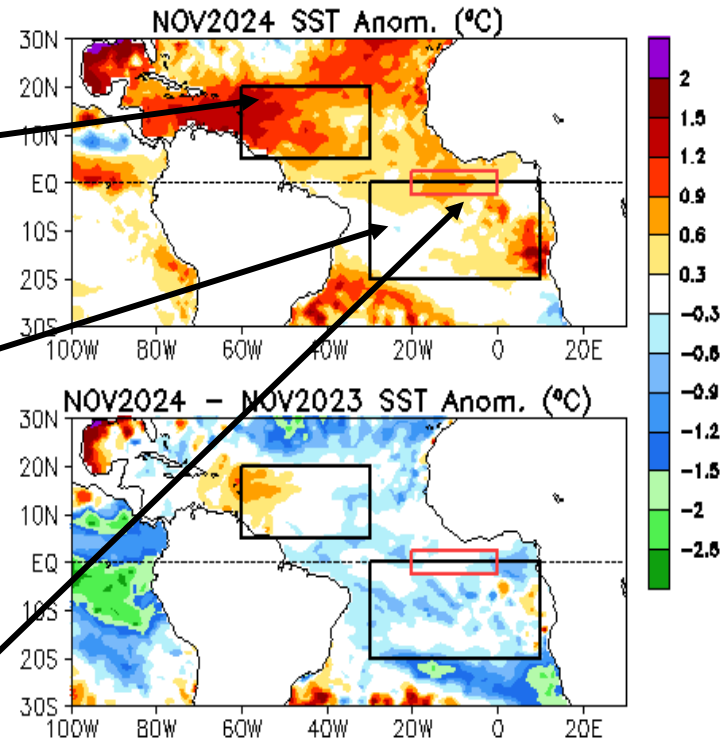 NOV2024 SST Anom. (°C)
30N
20N
10N
EQ
10S
20S
30S
100W 80W 60W 40W 20W 0 20E
2
1.5
1.2
0.9
0.6
0.3
-0.3
-0.6
-0.9
-1.2
-1.5
-2
-2.5
NOV2024 - NOV2023 SST Anom. (°C)
30N
20N
10N
EQ
10S
20S
30S
100W 80W 60W 40W 20W 0 20E